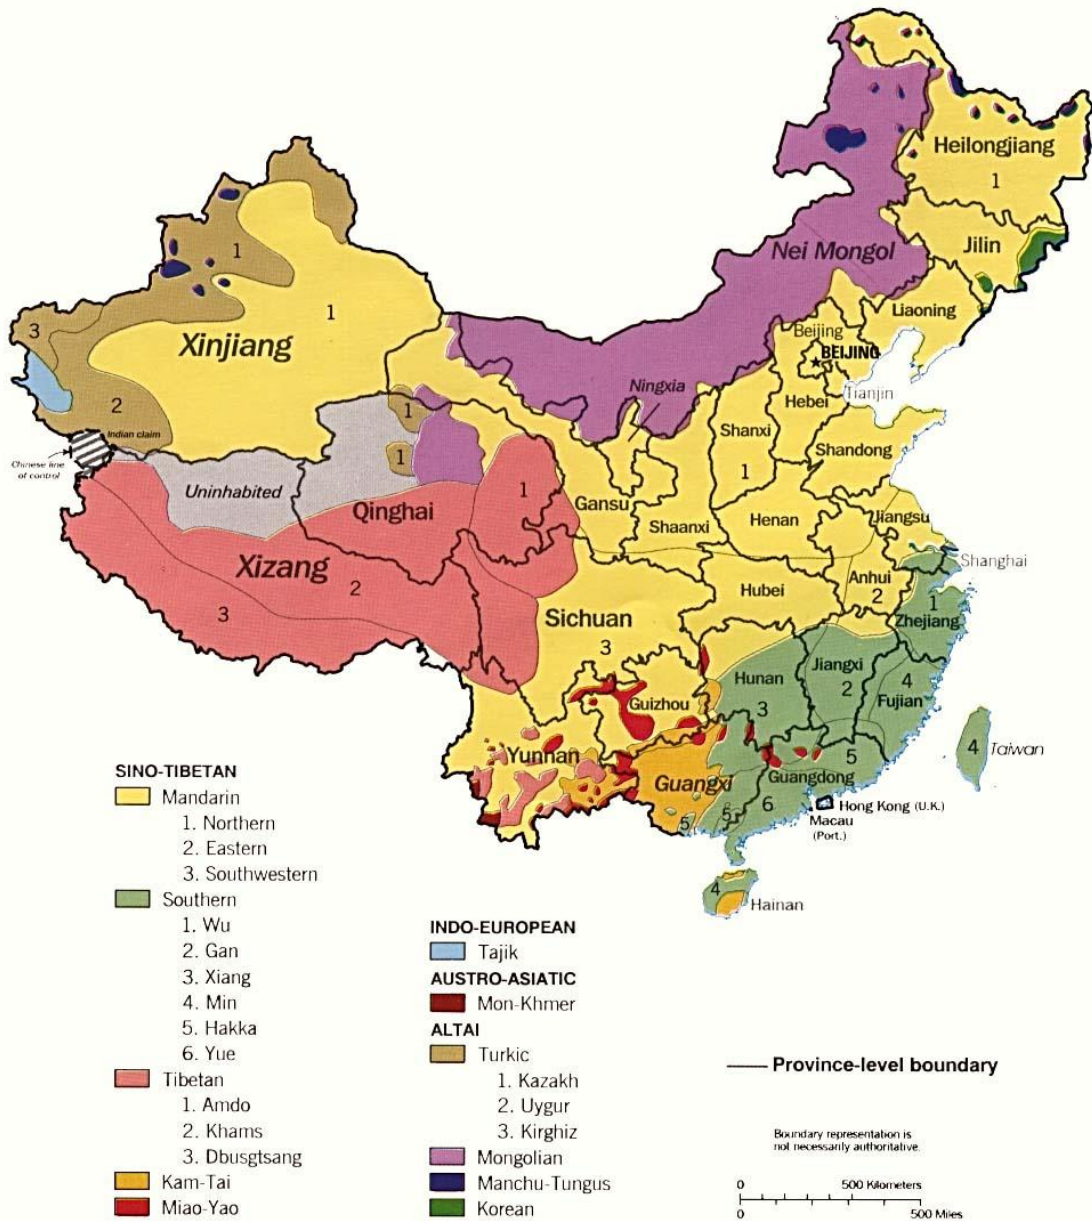 Heilongjiang
1
Jilin
Nei Mongol
Liaoning
1
Xinjiang
1
3
2
Beijing
BEIJING
Tianjin
Hebei
Ningxia
Shanxi
1
Shandong
Indian claim
Chinese line
of control
1
1
Uninhabited
Qinghai
1
Gansu
Shaanxi
Henan
Jiangsu
Shanghai
Xizang
2
3
Anhui
2
Hubei
1
Zhejiang
Sichuan
3
Hunan
3
Jiangxi
2
4
Fujian
Guizhou
Yunnan
Guangxi
5
Guangdong
6
4
Taiwan
5
5
Hong Kong (U.K.)
Macau
(Port.)
4
Hainan
SINO-TIBETAN
Mandarin
1. Northern
2. Eastern
3. Southwestern
Southern
1. Wu
2. Gan
3. Xiang
4. Min
5. Hakka
6. Yue
Tibetan
1. Amdo
2. Khams
3. Dbusgtsang
Kam-Tai
Miao-Yao
INDO-EUROPEAN
Tajik
AUSTRO-ASIATIC
Mon-Khmer
ALTAI
Turkic
1. Kazakh
2. Uygur
3. Kirghiz
Mongolian
Manchu-Tungus
Korean
Province-level boundary
Boundary representation is
not necessarily authoritative.
0 500 Kilometers
0 500 Miles